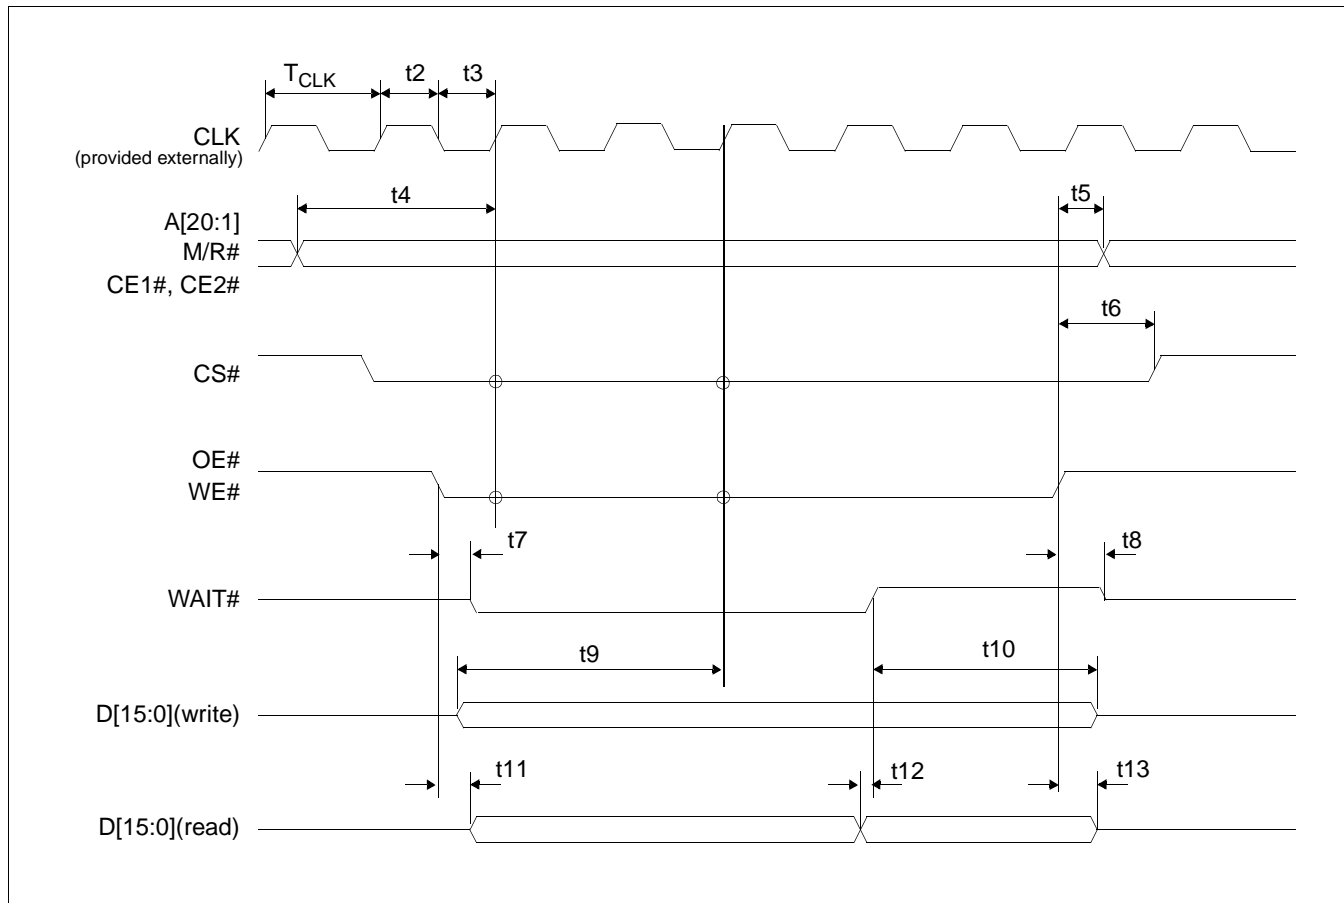 TCLK
t2
t3
CLK
(provided externally)
t4
t5
A[20:1]
M/R#
CE1#, CE2#
t6
CS#
OE#
WE#
t7
t8
WAIT#
t9
t10
D[15:0](write)
t11
t12
t13
D[15:0](read)